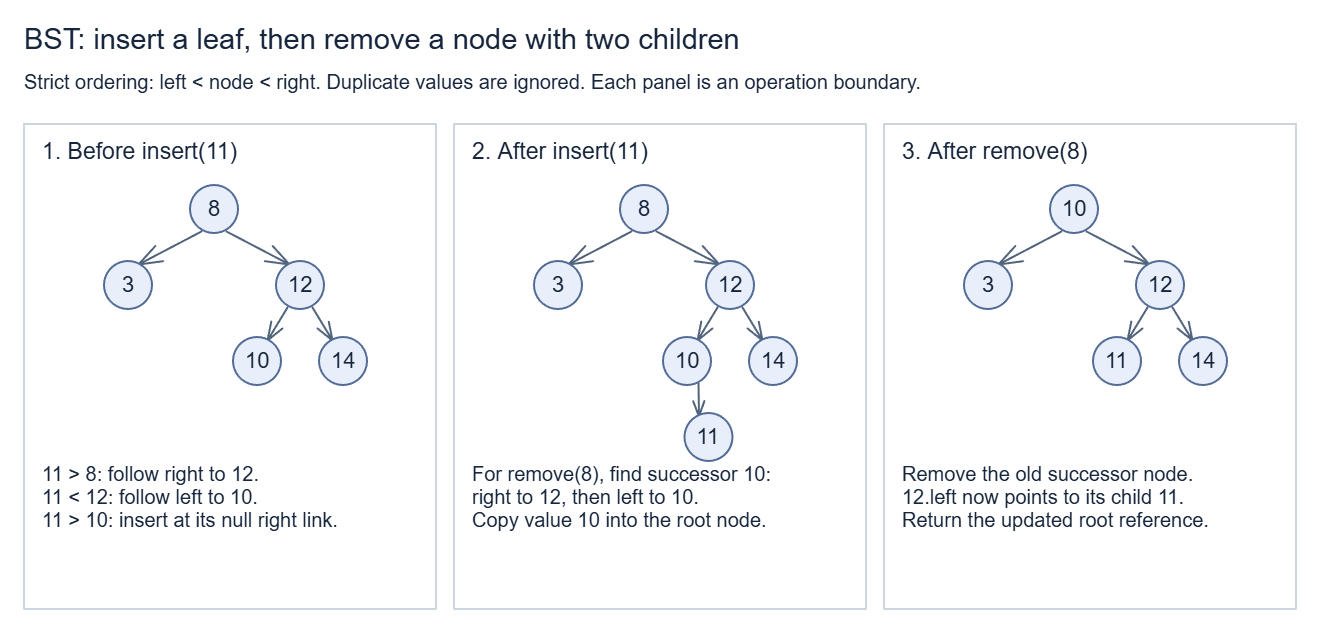 BST: insert a leaf, then remove a node with two children
Strict ordering: left < node < right. Duplicate values are ignored. Each panel is an operation boundary.
1. Before insert(11)
8
3
12
10
14
11 > 8: follow right to 12.
11 < 12: follow left to 10.
11 > 10: insert at its null right link.
2. After insert(11)
8
3
12
10
14
11
For remove(8), find successor 10:
right to 12, then left to 10.
Copy value 10 into the root node.
3. After remove(8)
10
3
12
11
14
Remove the old successor node.
12.left now points to its child 11.
Return the updated root reference.